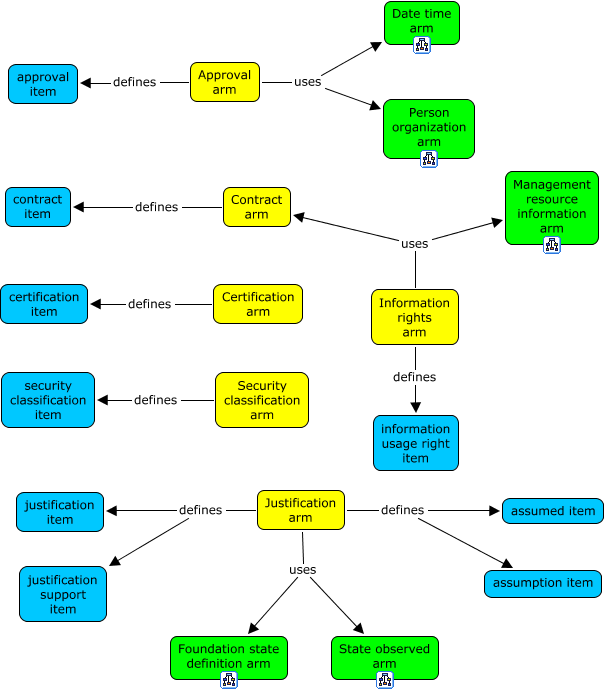 Date time
arm
approval
item
defines
Approval
arm
uses
Person
organization
arm
contract
item
defines
Contract
arm
Management
resource
information
arm
uses
certification
item
defines
Certification
arm
Information
rights
arm
security
classification
item
defines
Security
classification
arm
defines
information
usage right
item
justification
item
defines
Justification
arm
defines
assumed item
justification
support
item
uses
assumption item
Foundation state
definition arm
State observed
arm